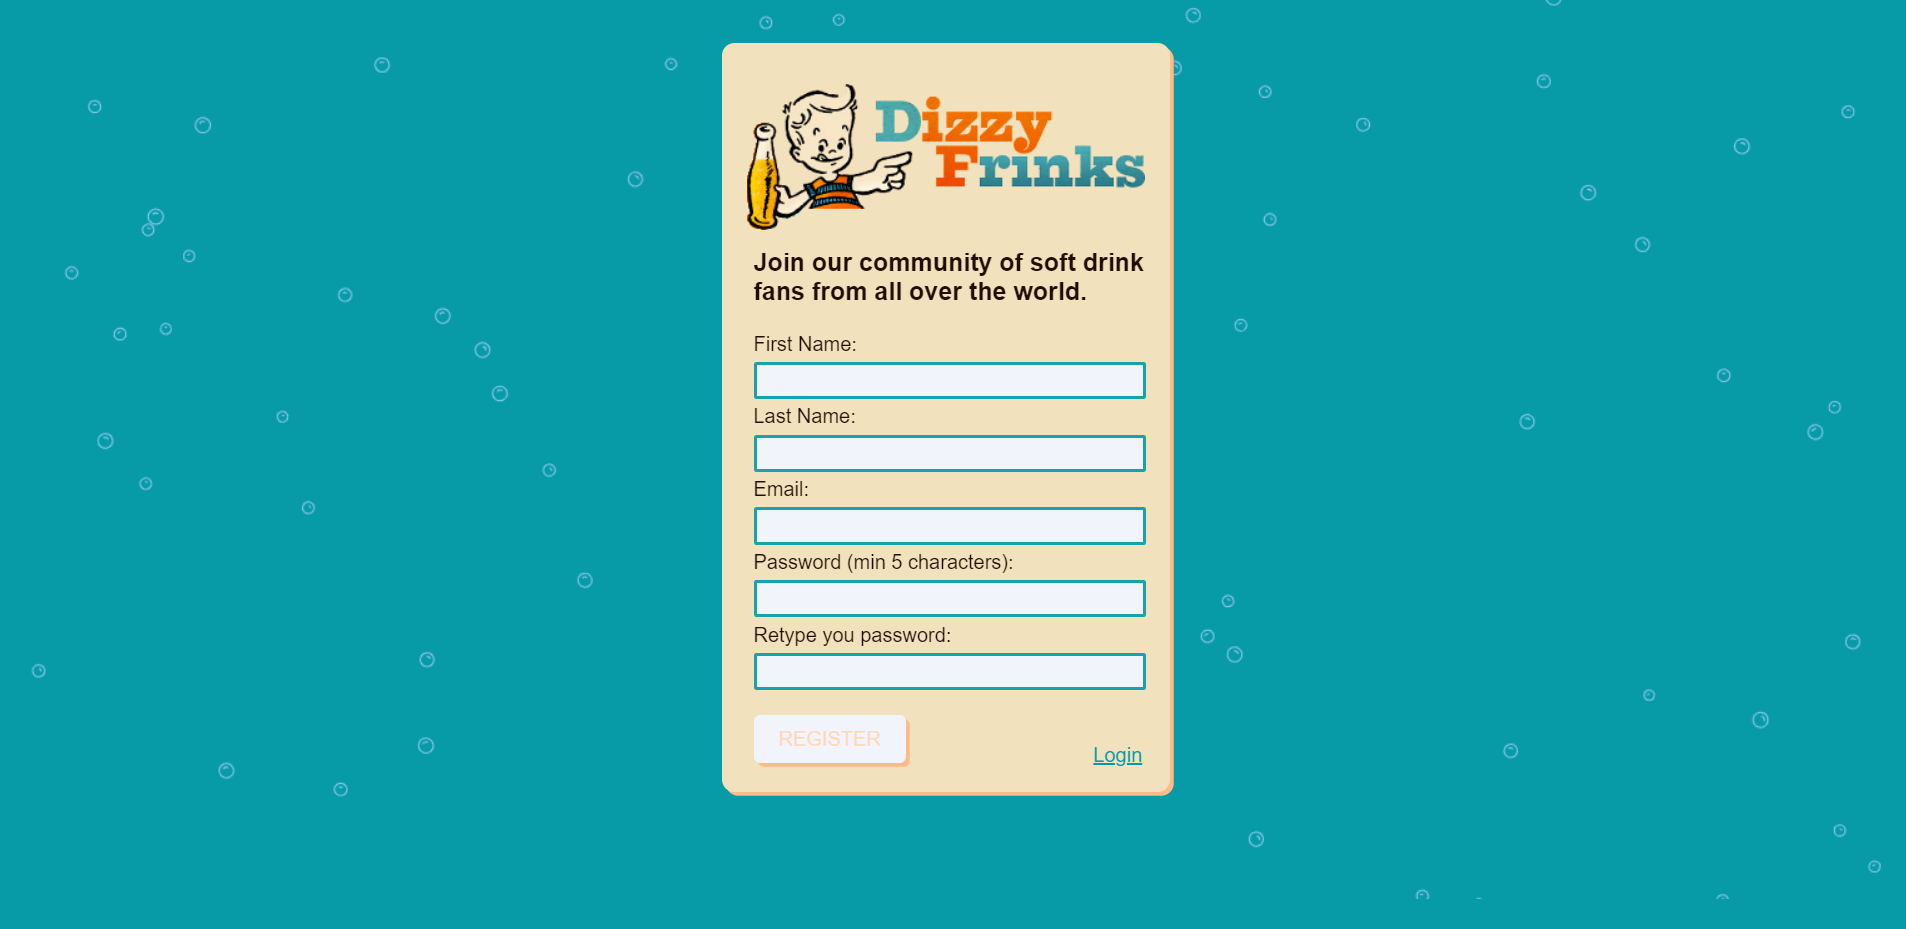 Dizzy
Frinks
Join our community of soft drink
fans from all over the world.
First Name:
Last Name:
Email:
Password (min 5 characters):
Retype you password:
REGISTER
Login